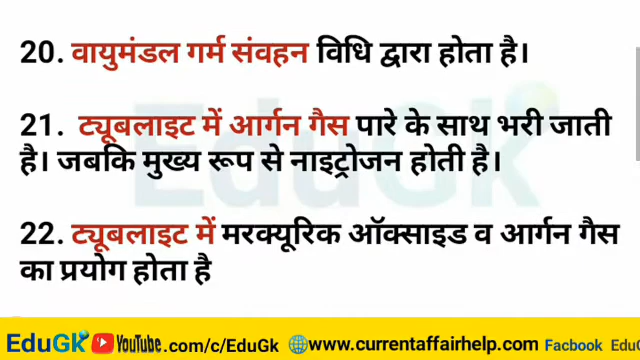 20. वायुमंडल गर्म संवहन विधि द्वारा होता है।
21. ट्यूबलाइट में आर्गन गैस पारे के साथ भरी जाती
है। जबकि मुख्य रूप से नाइट्रोजन होती है।
22. ट्यूबलाइट में मरक्यूरिक ऑक्साइड व आर्गन गैस
का प्रयोग होता है
EduGk YouTube.com/c/EduGk www.currentaffairhelp.com Facbook EduG